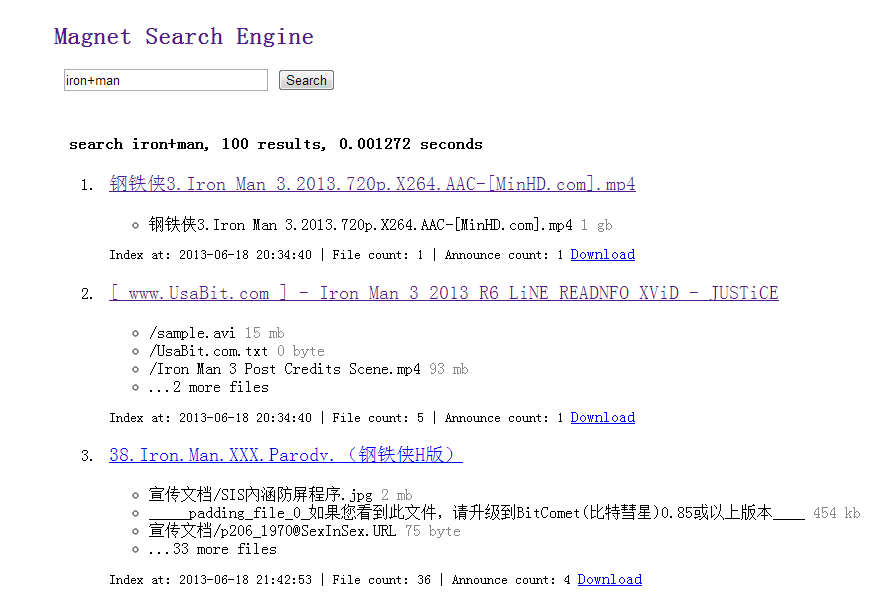 Magnet Search Engine
iron+man Search
search iron+man, 100 results, 0.001272 seconds
1. 钢铁侠3.Iron Man 3.2013.720p.X264.AAC-[MinHD.com].mp4
钢铁侠3.Iron Man 3.2013.720p.X264.AAC-[MinHD.com].mp4 1 gb
Index at: 2013-06-18 20:34:40 | File count: 1 | Announce count: 1 Download
2. [ www.UsaBit.com ] - Iron Man 3 2013 R6 LiNE READNFO XViD - JUSTiCE
/sample.avi 15 mb
/UsaBit.com.txt 0 byte
/Iron Man 3 Post Credits Scene.mp4 93 mb
...2 more files
Index at: 2013-06-18 20:34:40 | File count: 5 | Announce count: 1 Download
3. 38.Iron.Man.XXX.Parody.（钢铁侠H版）
宣传文档/SIS內涵防屏程序.jpg 2 mb
_____padding_file_0_如果您看到此文件，请升级到BitComet(比特彗星)0.85或以上版本____ 454 kb
宣传文档/p206_1970@SexInSex.URL 75 byte
...33 more files
Index at: 2013-06-18 21:42:53 | File count: 36 | Announce count: 4 Download